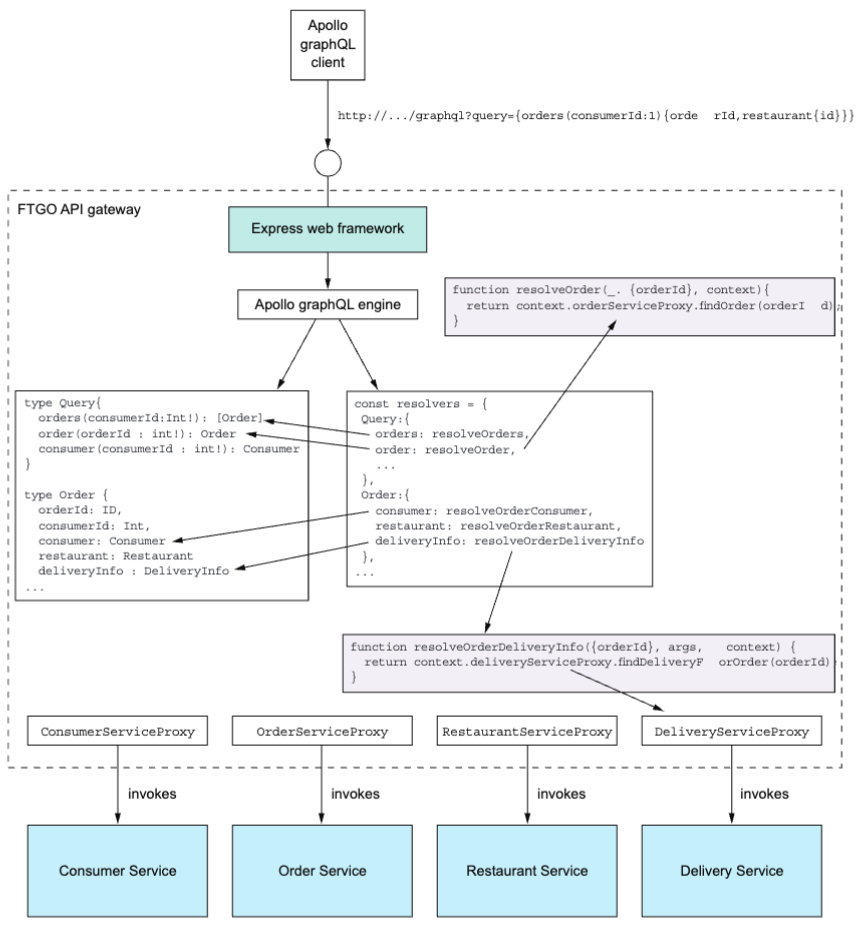 Apollo
graphQL
client
http://.../graphql?query={orders(consumerId:1){orde rId,restaurant{id}}}
FTGO API gateway
Express web framework
Apollo graphQL engine
function resolveOrder(_. {orderId}, context){
return context.orderServiceProxy.findOrder(orderI d);
}
type Query{
orders(consumerId:Int!): [Order]
order(orderId : int!): Order
consumer(consumerId : int!): Consumer
}
type Order {
orderId: ID,
consumerId: Int,
consumer: Consumer
restaurant: Restaurant
deliveryInfo : DeliveryInfo
...
const resolvers = {
Query:{
orders: resolveOrders,
order: resolveOrder,
...
},
Order:{
consumer: resolveOrderConsumer,
restaurant: resolveOrderRestaurant,
deliveryInfo: resolveOrderDeliveryInfo
},
...
function resolveOrderDeliveryInfo({orderId}, args, context) {
return context.deliveryServiceProxy.findDeliveryF orOrder(orderId)
}
ConsumerServiceProxy
OrderServiceProxy
RestaurantServiceProxy
DeliveryServiceProxy
invokes
invokes
invokes
invokes
Consumer Service
Order Service
Restaurant Service
Delivery Service